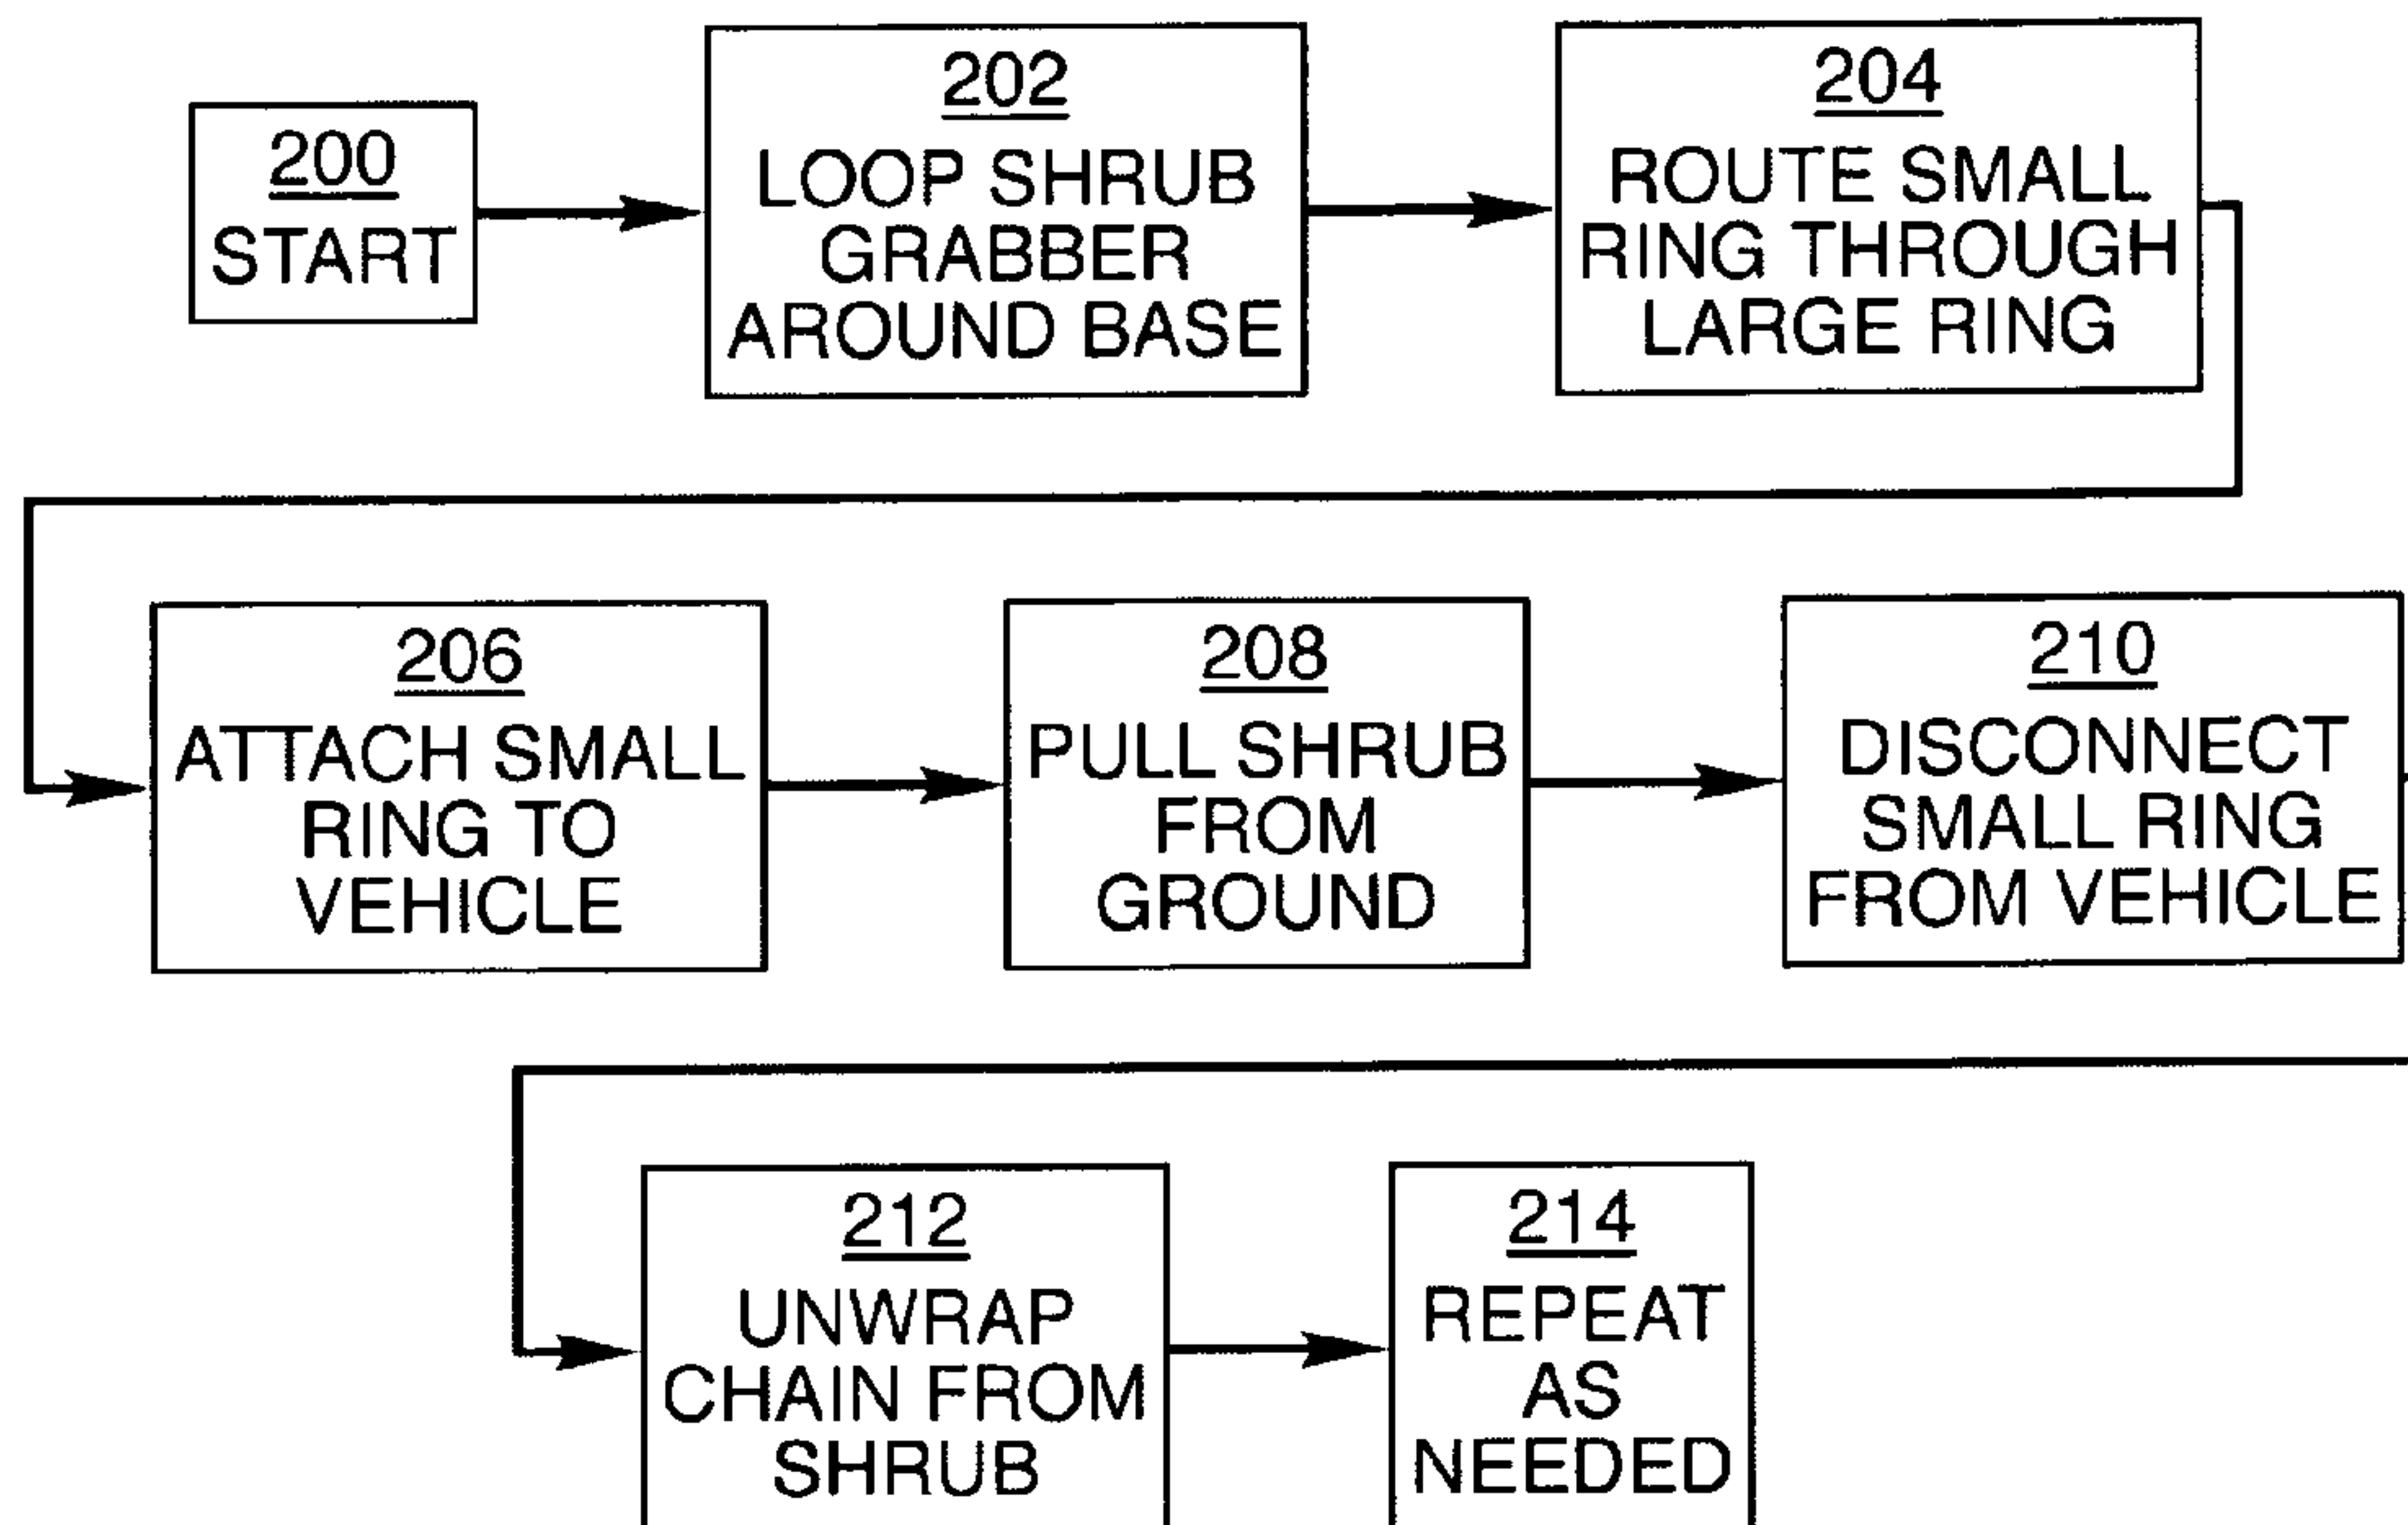 200
START
202
LOOP SHRUB
GRABBER
AROUND BASE
204
ROUTE SMALL
RING THROUGH
LARGE RING
206
ATTACH SMALL
RING TO
VEHICLE
208
PULL SHRUB
FROM
GROUND
210
DISCONNECT
SMALL RING
FROM VEHICLE
212
UNWRAP
CHAIN FROM
SHRUB
214
REPEAT
AS
NEEDED